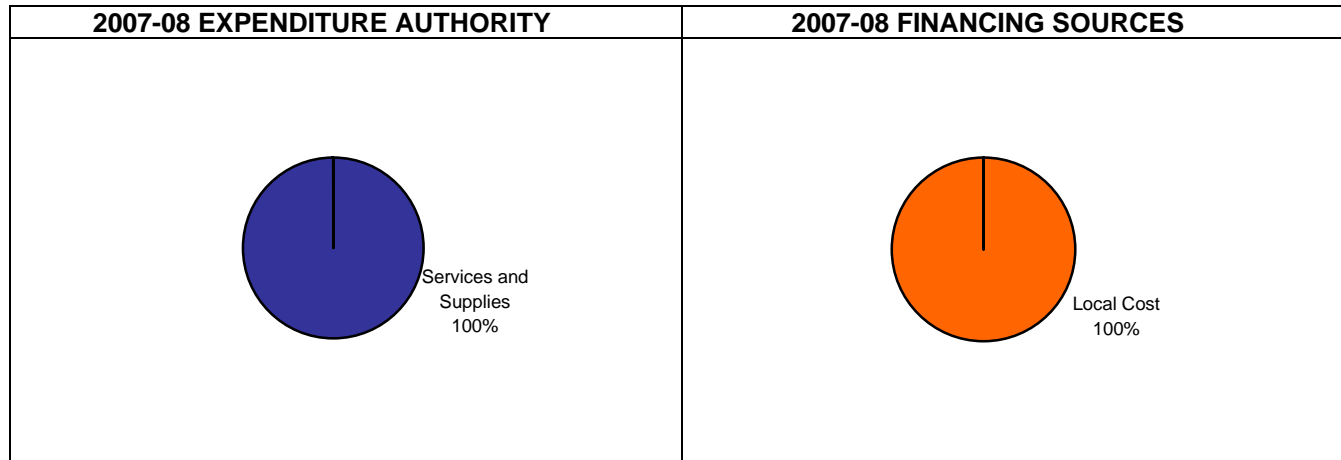 2007-08 EXPENDITURE AUTHORITY
2007-08 FINANCING SOURCES
Services and
Supplies
100%
Local Cost
100%